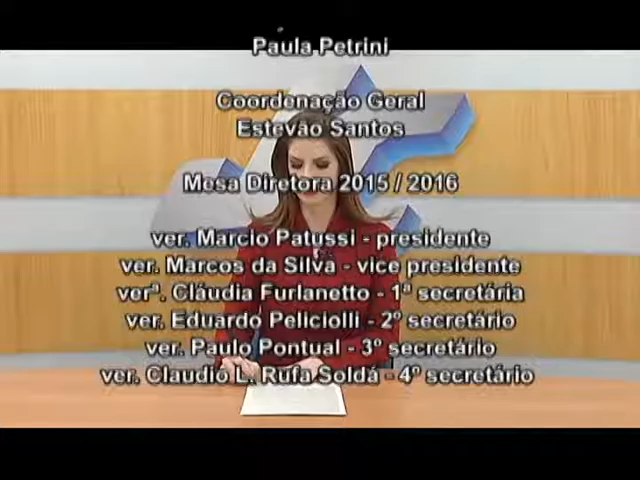 Paula Petrini
Coordenação Geral
Estevão Santos
Mesa Diretora 2015 / 2016
ver. Marcio Patussi - presidente
ver. Marcos da Silva - vice presidente
verª. Cláudia Furlanetto - 1ª secretária
ver. Eduardo Peliciolli - 2º secretário
ver. Paulo Pontual - 3º secretário
ver. Claudio L. Rufa Soldá - 4º secretário